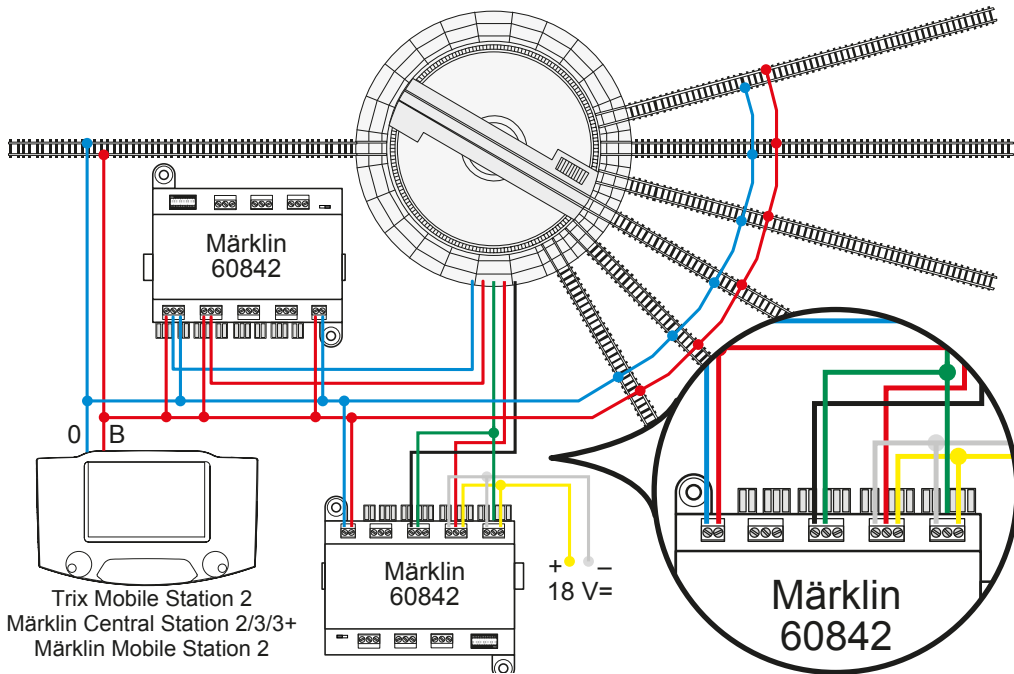 Märklin
60842
0 B
Trix Mobile Station 2
Märklin Central Station 2/3/3+
Märklin Mobile Station 2
Märklin
60842
+ –
18 V=
Märklin
60842